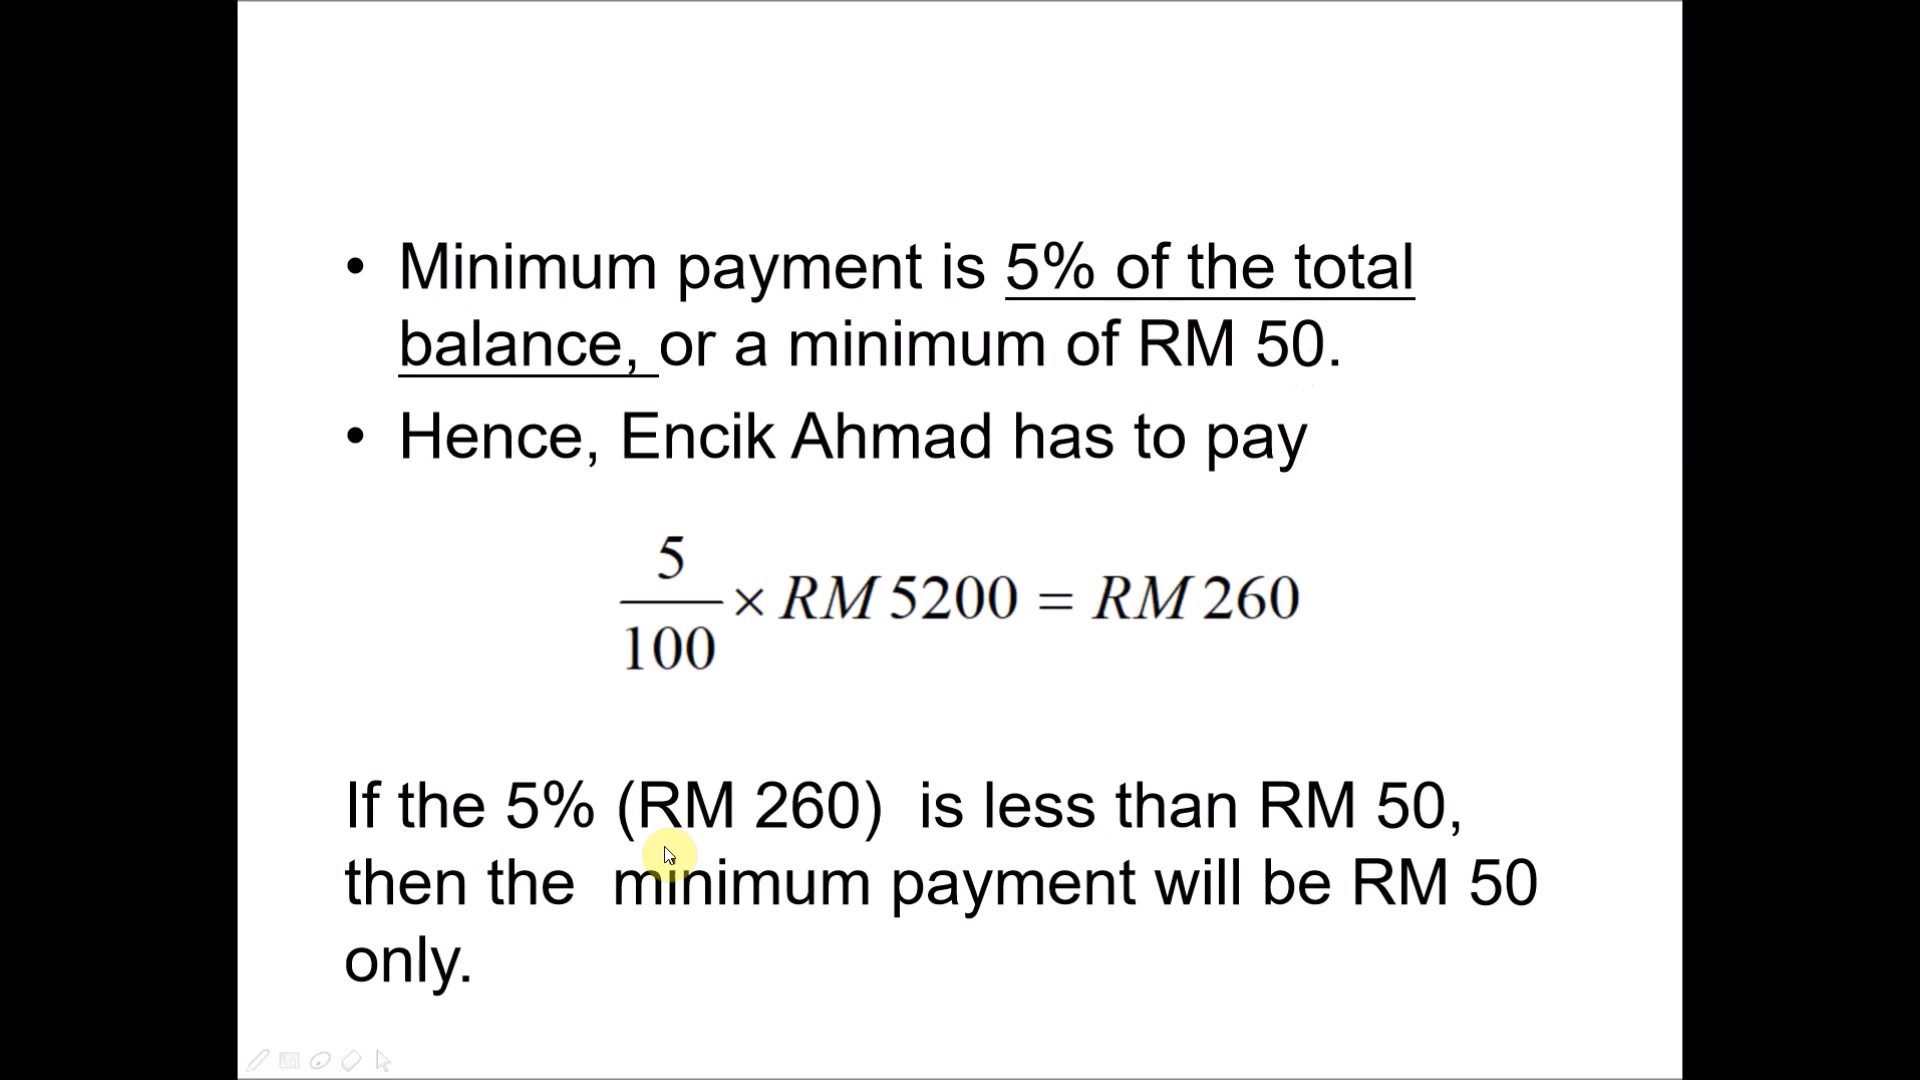 • Minimum payment is 5% of the total
balance, or a minimum of RM 50.
• Hence, Encik Ahmad has to pay
5/100 × RM 5200 = RM 260
If the 5% (RM 260)  is less than RM 50,
then the  minimum payment will be RM 50
only.